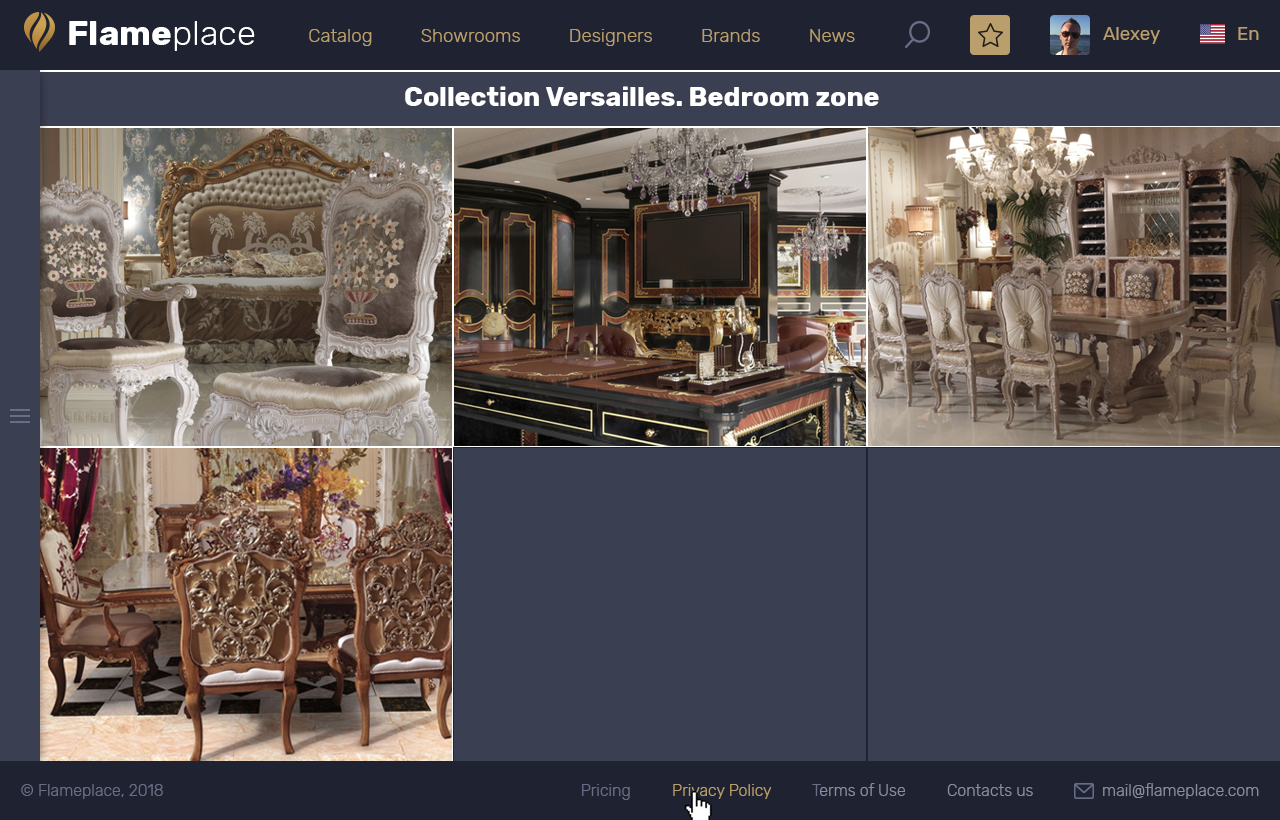 Flameplace
Catalog
Showrooms
Designers
Brands
News
Alexey
En
Collection Versailles. Bedroom zone
© Flameplace, 2018
Pricing
Privacy Policy
Terms of Use
Contacts us
mail@flameplace.com